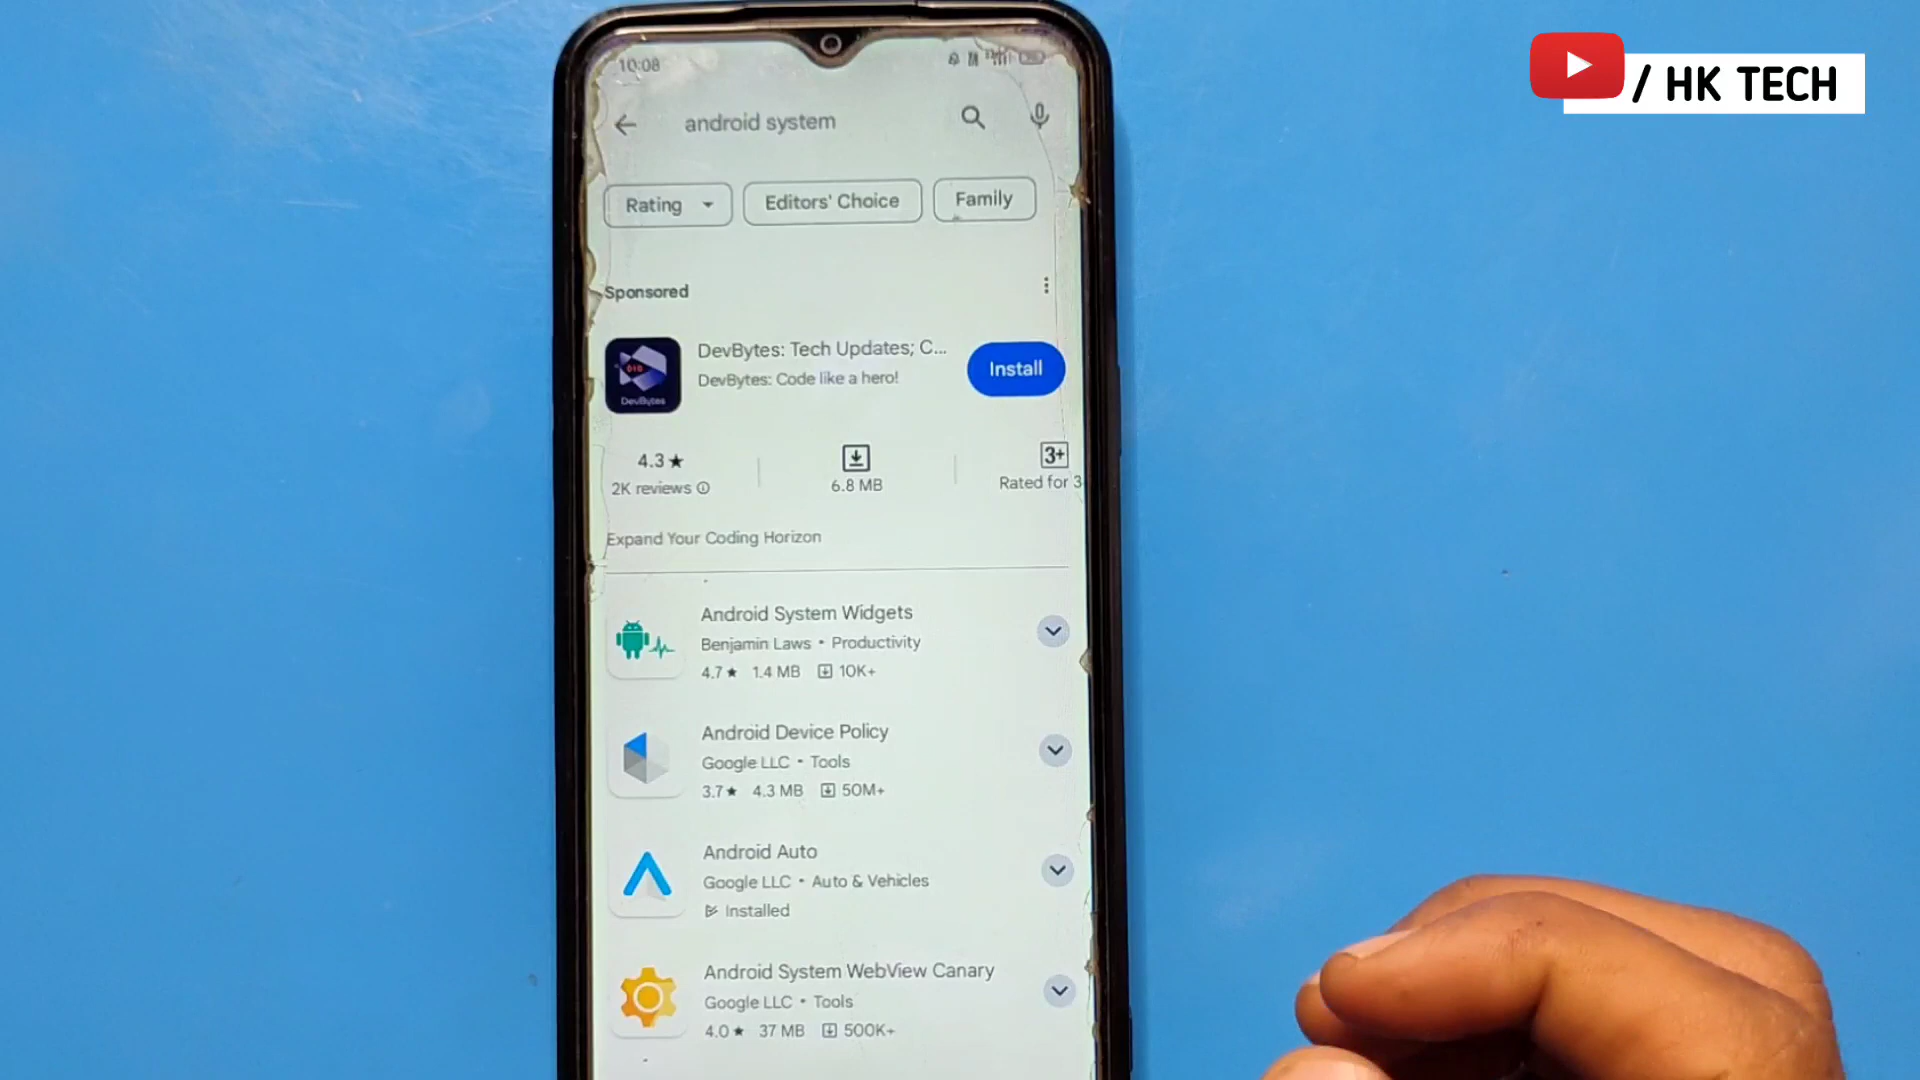 / HK TECH
10:08
android system
Rating
Editors' Choice
Family
Sponsored
DevBytes: Tech Updates; C...
DevBytes: Code like a hero!
Install
DevBytes
4.3★
2K reviews
6.8 MB
3+
Rated for 3
Expand Your Coding Horizon
Android System Widgets
Benjamin Laws • Productivity
4.7★ 1.4 MB 10K+
Android Device Policy
Google LLC • Tools
3.7★ 4.3 MB 50M+
Android Auto
Google LLC • Auto & Vehicles
Installed
Android System WebView Canary
Google LLC • Tools
4.0★ 37 MB 500K+